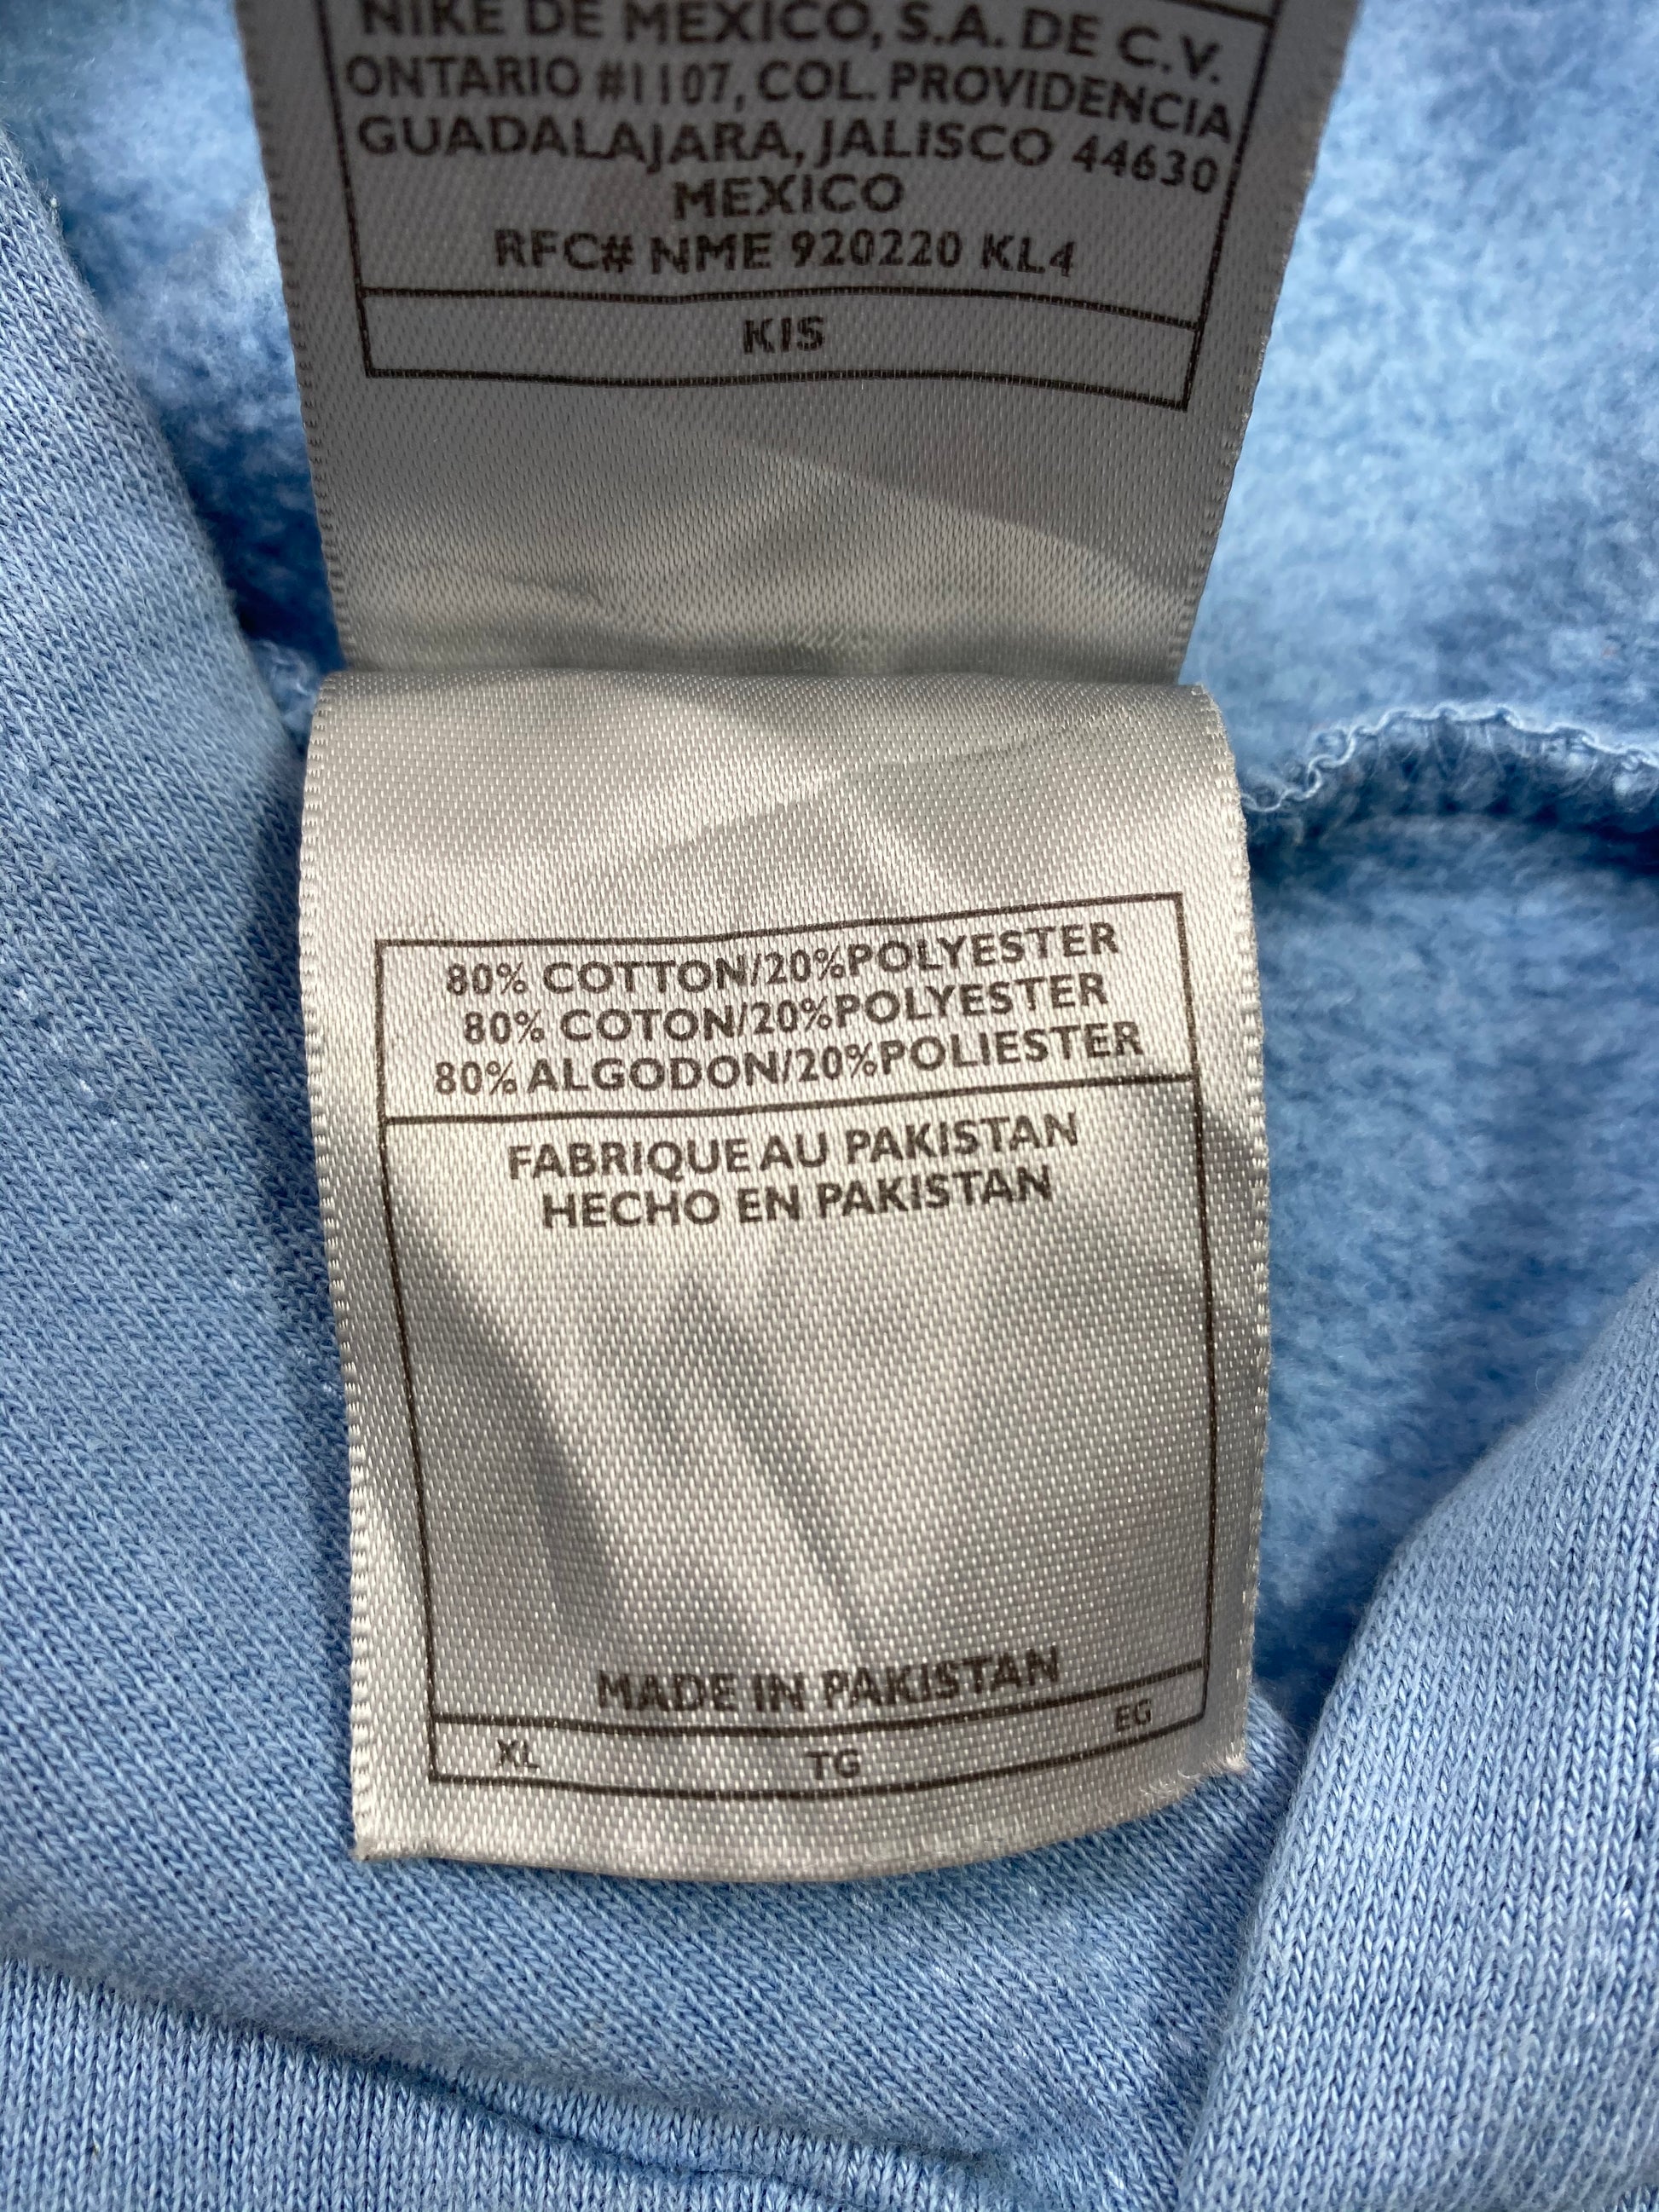 NIKE DE MEXICO, S.A. DE C.V.
ONTARIO #1107, COL. PROVIDENCIA
GUADALAJARA, JALISCO 44630
MEXICO
RFC# NME 920220 KL4
KIS
80% COTTON/20%POLYESTER
80% COTON/20%POLYESTER
80% ALGODON/20%POLIESTER
FABRIQUE AU PAKISTAN
HECHO EN PAKISTAN
MADE IN PAKISTAN
XL TG EG